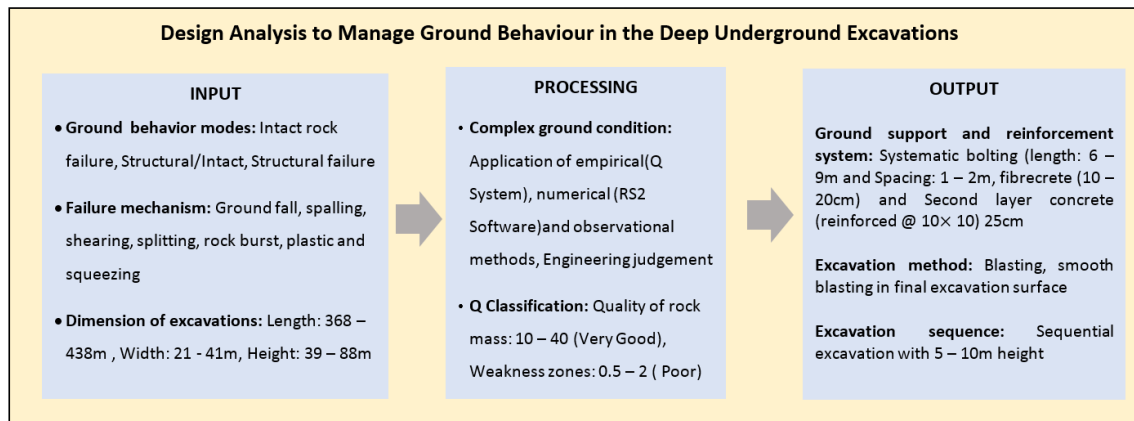 Design Analysis to Manage Ground Behaviour in the Deep Underground Excavations
INPUT
• Ground behavior modes: Intact rock
failure, Structural/Intact, Structural failure
• Failure mechanism: Ground fall, spalling,
shearing, splitting, rock burst, plastic and
squeezing
• Dimension of excavations: Length: 368 –
438m , Width: 21 - 41m, Height: 39 – 88m
PROCESSING
• Complex ground condition:
Application of empirical(Q
System), numerical (RS2
Software)and observational
methods, Engineering judgement
• Q Classification: Quality of rock
mass: 10 – 40 (Very Good),
Weakness zones: 0.5 – 2 ( Poor)
OUTPUT
Ground support and reinforcement
system: Systematic bolting (length: 6 –
9m and Spacing: 1 – 2m, fibrecrete (10 –
20cm) and Second layer concrete
(reinforced @ 10× 10) 25cm
Excavation method: Blasting, smooth
blasting in final excavation surface
Excavation sequence: Sequential
excavation with 5 – 10m height